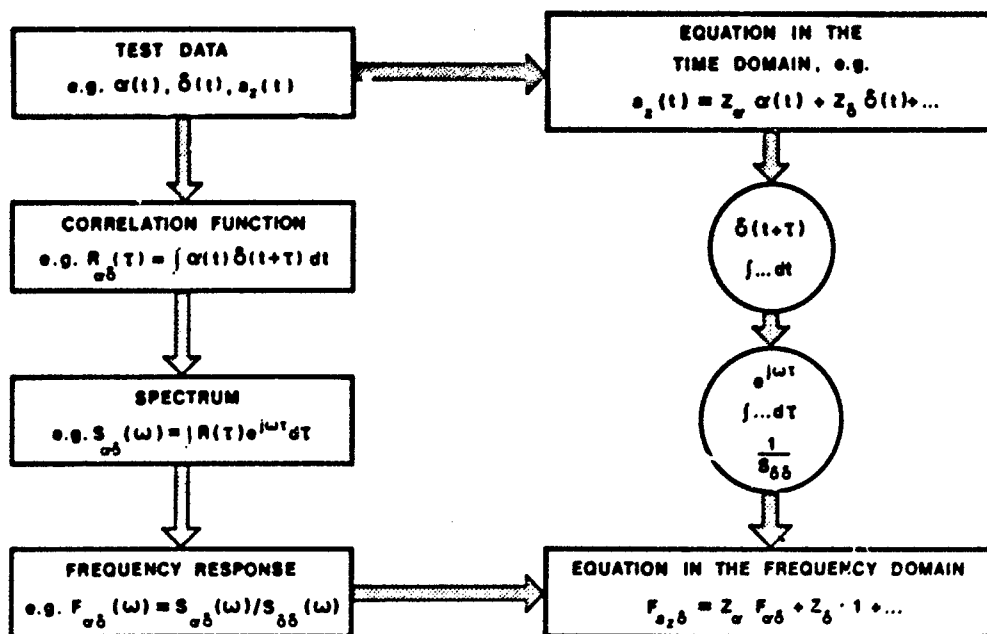 TEST DATA
e.g. α(t), δ(t), a_z(t)
EQUATION IN THE
TIME DOMAIN, e.g.
a_z(t) = Z_α α(t) + Z_δ δ(t)+...
CORRELATION FUNCTION
e.g. R_αδ(τ) = ∫ α(t) δ(t+τ) dt
δ(t+τ)
∫... dt
SPECTRUM
e.g. S_αδ(ω) = ∫R(τ)e^jωτ dτ
e^jωτ
∫...dτ
1
S_δδ
FREQUENCY RESPONSE
e.g. F_αδ(ω) = S_αδ(ω)/S_δδ(ω)
EQUATION IN THE FREQUENCY DOMAIN
F_a_zδ = Z_α F_αδ + Z_δ · 1 +...